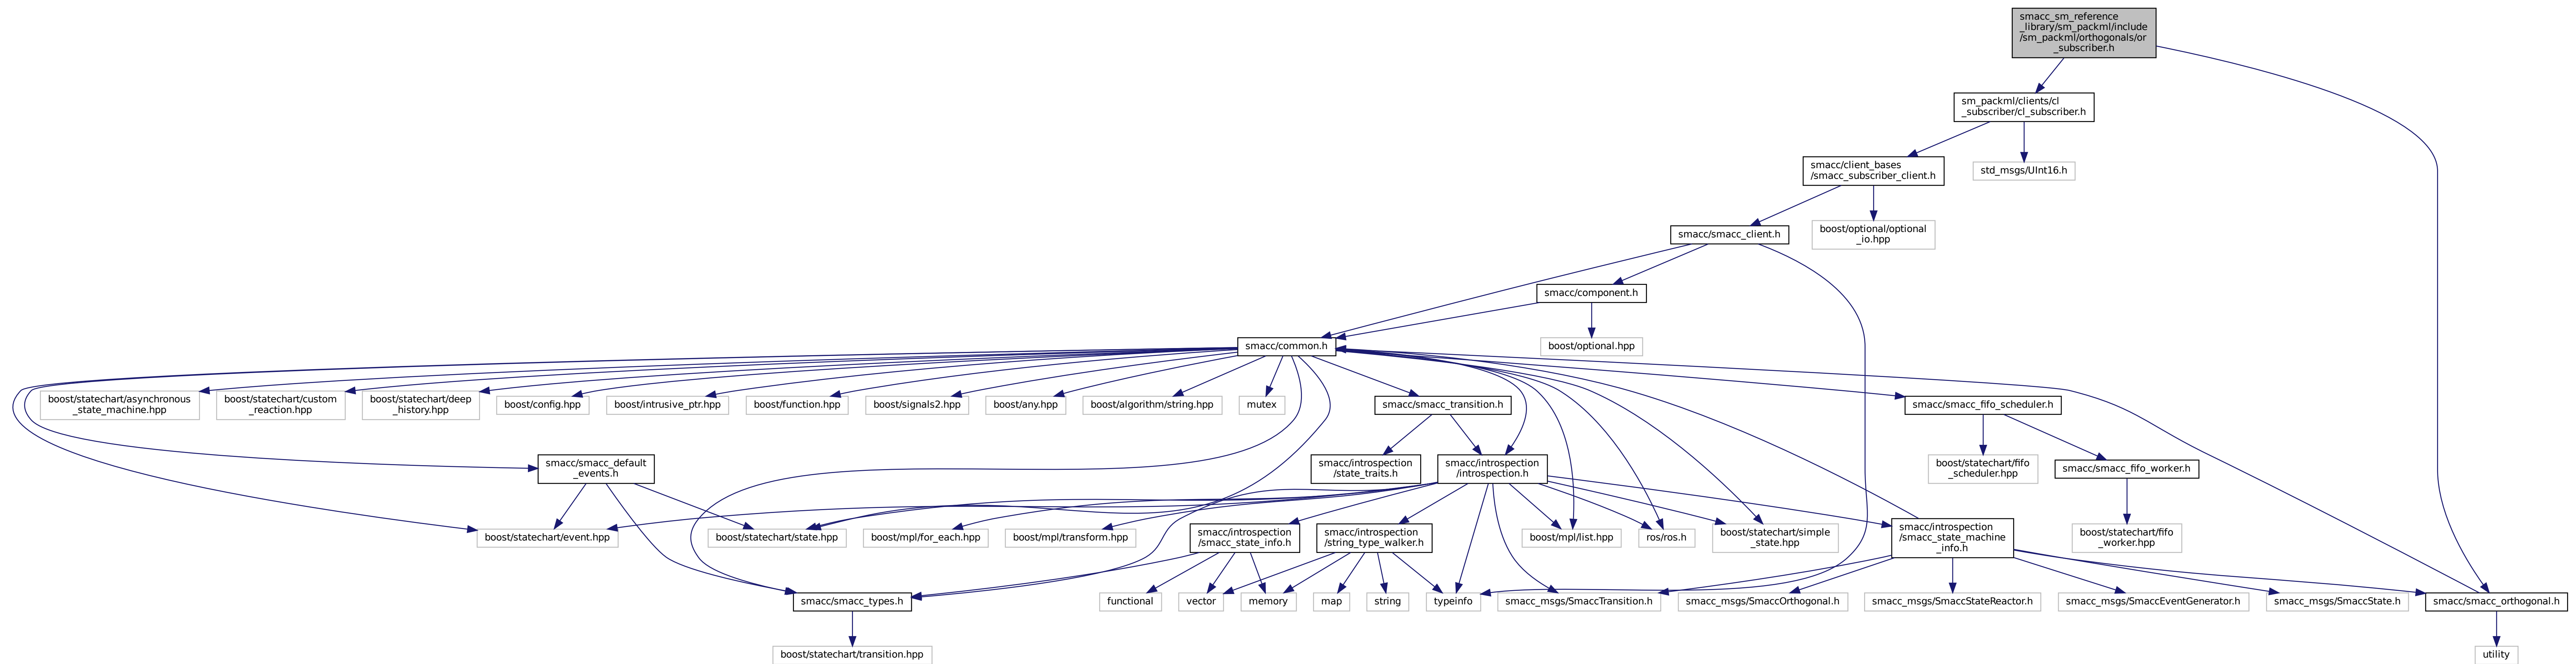 smacc_sm_reference
_library/sm_packml/include
/sm_packml/orthogonals/or
_subscriber.h
sm_packml/clients/cl
_subscriber/cl_subscriber.h
smacc/client_bases
/smacc_subscriber_client.h
std_msgs/UInt16.h
smacc/smacc_client.h
boost/optional/optional
_io.hpp
smacc/component.h
smacc/common.h
boost/optional.hpp
boost/statechart/asynchronous
_state_machine.hpp
boost/statechart/custom
_reaction.hpp
boost/statechart/deep
_history.hpp
boost/config.hpp
boost/intrusive_ptr.hpp
boost/function.hpp
boost/signals2.hpp
boost/any.hpp
boost/algorithm/string.hpp
mutex
smacc/smacc_transition.h
smacc/smacc_fifo_scheduler.h
smacc/smacc_default
_events.h
smacc/introspection
/state_traits.h
smacc/introspection
/introspection.h
boost/statechart/fifo
_scheduler.hpp
smacc/smacc_fifo_worker.h
boost/statechart/event.hpp
boost/statechart/state.hpp
boost/mpl/for_each.hpp
boost/mpl/transform.hpp
smacc/introspection
/smacc_state_info.h
smacc/introspection
/string_type_walker.h
boost/mpl/list.hpp
ros/ros.h
boost/statechart/simple
_state.hpp
smacc/introspection
/smacc_state_machine
_info.h
boost/statechart/fifo
_worker.hpp
smacc/smacc_types.h
functional
vector
memory
map
string
typeinfo
smacc_msgs/SmaccTransition.h
smacc_msgs/SmaccOrthogonal.h
smacc_msgs/SmaccStateReactor.h
smacc_msgs/SmaccEventGenerator.h
smacc_msgs/SmaccState.h
smacc/smacc_orthogonal.h
boost/statechart/transition.hpp
utility